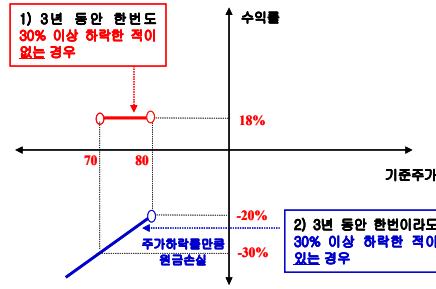 1) 3년 동안 한번도
30% 이상 하락한 적이
없는 경우
수익률
18%
70
80
기준주가
-20%
주가하락률만큼
원금손실
-30%
2) 3년 동안 한번이라도
30% 이상 하락한 적이
있는 경우